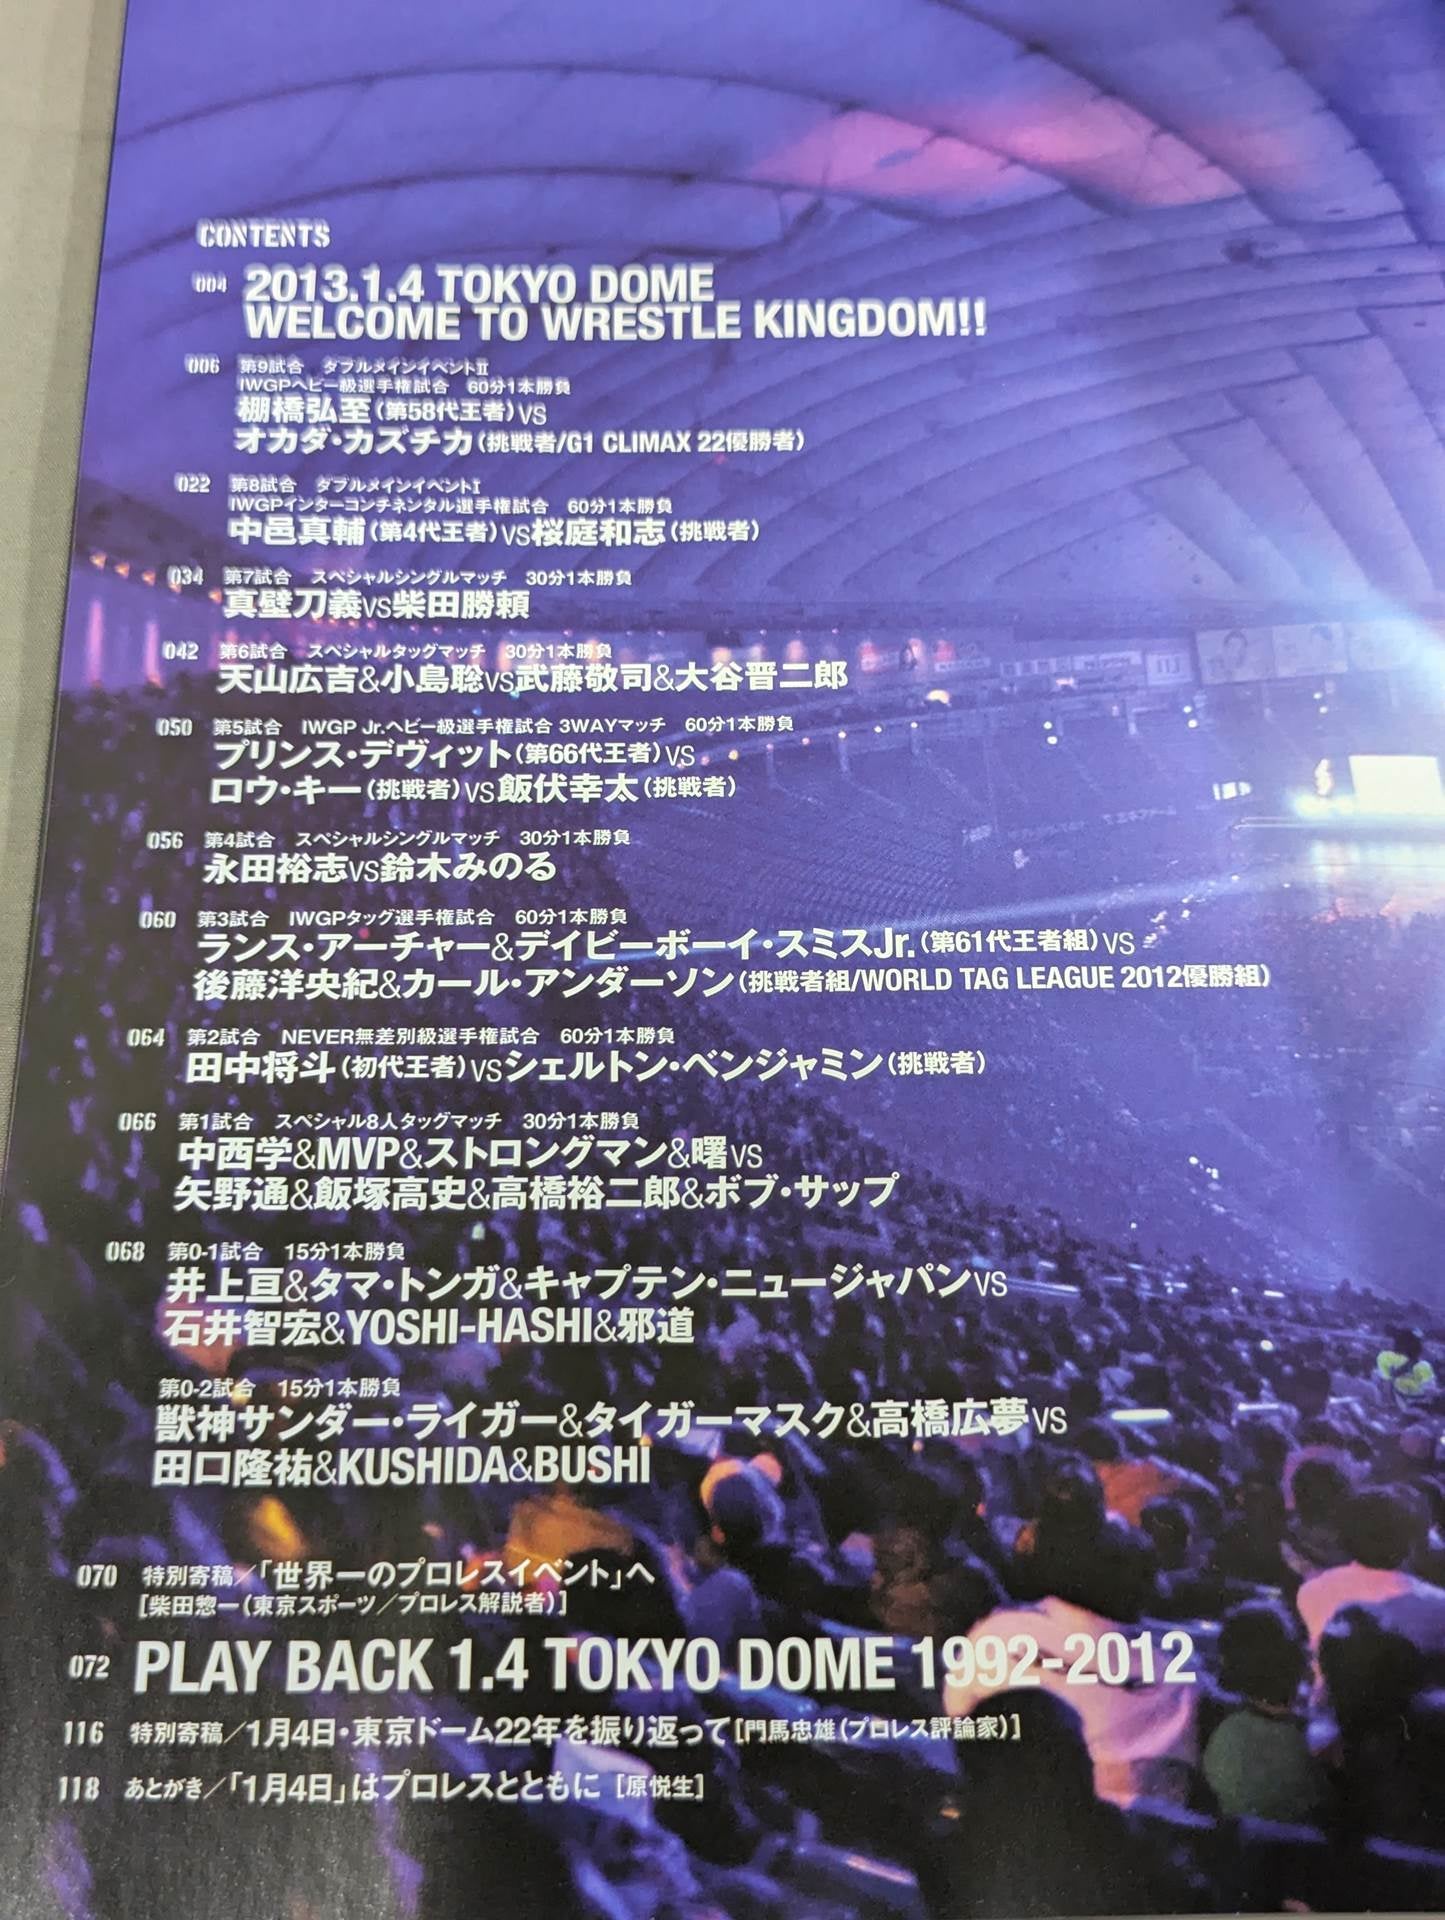 CONTENTS
004 2013.1.4 TOKYO DOME
WELCOME TO WRESTLE KINGDOM!!
006 第9試合 ダブルメインイベントⅡ
IWGPヘビー級選手権試合 60分1本勝負
棚橋弘至(第58代王者)VS
オカダ・カズチカ(挑戦者/G1 CLIMAX 22優勝者)
022 第8試合 ダブルメインイベントⅠ
IWGPインターコンチネンタル選手権試合 60分1本勝負
中邑真輔(第4代王者)VS桜庭和志(挑戦者)
034 第7試合 スペシャルシングルマッチ 30分1本勝負
真壁刀義VS柴田勝頼
042 第6試合 スペシャルタッグマッチ 30分1本勝負
天山広吉&小島聡VS武藤敬司&大谷晋二郎
050 第5試合 IWGP Jr.ヘビー級選手権試合 3WAYマッチ 60分1本勝負
プリンス・デヴィット(第66代王者)VS
ロウ・キー(挑戦者)VS飯伏幸太(挑戦者)
056 第4試合 スペシャルシングルマッチ 30分1本勝負
永田裕志VS鈴木みのる
060 第3試合 IWGPタッグ選手権試合 60分1本勝負
ランス・アーチャー&デイビーボーイ・スミスJr.(第61代王者組)VS
後藤洋央紀&カール・アンダーソン(挑戦者組/WORLD TAG LEAGUE 2012優勝組)
064 第2試合 NEVER無差別級選手権試合 60分1本勝負
田中将斗(初代王者)VSシェルトン・ベンジャミン(挑戦者)
066 第1試合 スペシャル8人タッグマッチ 30分1本勝負
中西学&MVP&ストロングマン&曙VS
矢野通&飯塚高史&高橋裕二郎&ボブ・サップ
068 第0-1試合 15分1本勝負
井上亘&タマ・トンガ&キャプテン・ニュージャパンVS
石井智宏&YOSHI-HASHI&邪道
第0-2試合 15分1本勝負
獣神サンダー・ライガー&タイガーマスク&高橋広夢VS
田口隆祐&KUSHIDA&BUSHI
070 特別寄稿/「世界一のプロレスイベント」へ
[柴田惣一(東京スポーツ/プロレス解説者)]
072 PLAY BACK 1.4 TOKYO DOME 1992-2012
116 特別寄稿/1月4日・東京ドーム22年を振り返って[門馬忠雄(プロレス評論家)]
118 あとがき/「1月4日」はプロレスとともに [原悦生]